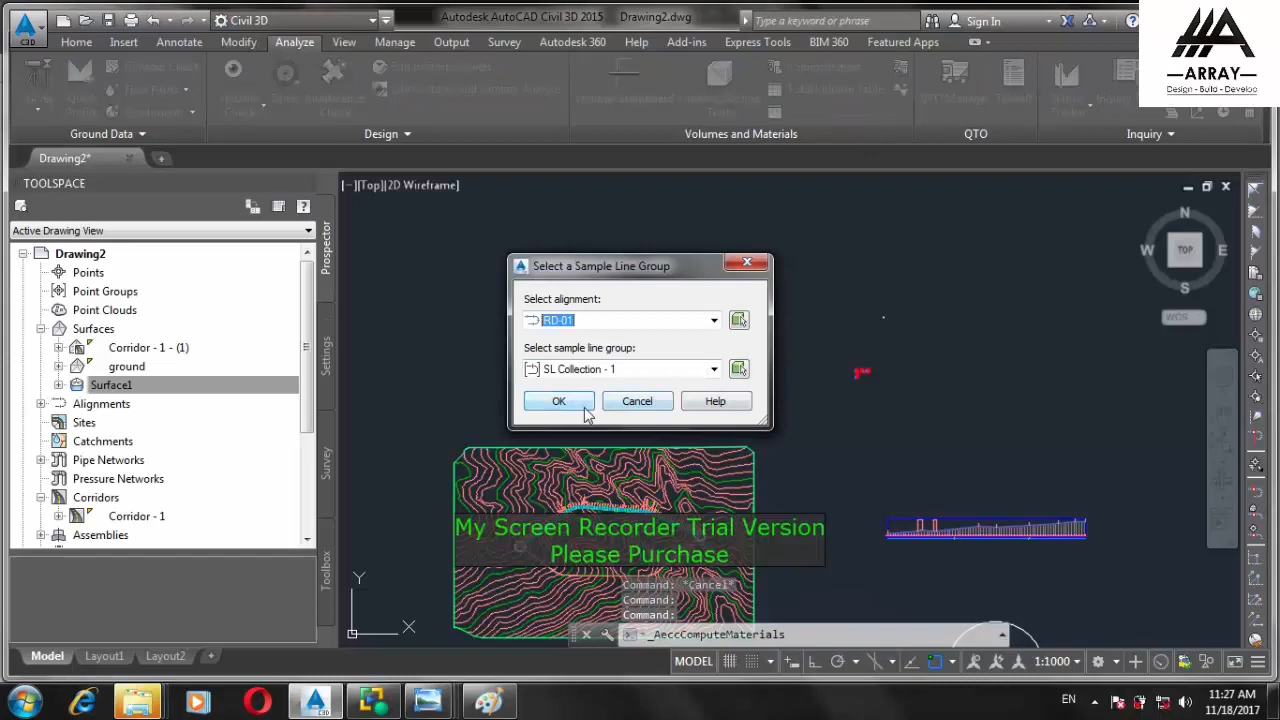 Civil 3D
Autodesk AutoCAD Civil 3D 2015 Drawing2.dwg
Type a keyword or phrase
Sign In
C3D
Home Insert Annotate Modify Analyze View Manage Output Survey Autodesk 360 Help Add-ins Express Tools BIM 360 Featured Apps
ARRAY
Design - Build - Develop
QTO Manager Takeoff Inquiry
Ground Data Design Volumes and Materials QTO Inquiry
Drawing2*
TOOLSPACE
[−][Top][2D Wireframe]
Active Drawing View
Drawing2
Points
Point Groups
Point Clouds
Surfaces
Corridor - 1 - (1)
ground
Surface1
Alignments
Sites
Catchments
Pipe Networks
Pressure Networks
Corridors
Corridor - 1
Assemblies
Prospector
Settings
Survey
Toolbox
Select a Sample Line Group
Select alignment:
RD-01
Select sample line group:
SL Collection - 1
OK Cancel Help
N
W TOP E
S
WCS
My Screen Recorder Trial Version
Please Purchase
Command: *Cancel*
Command:
Command:
_AeccComputeMaterials
Y
X
Model Layout1 Layout2
MODEL 1:1000
EN
11:27 AM
11/18/2017